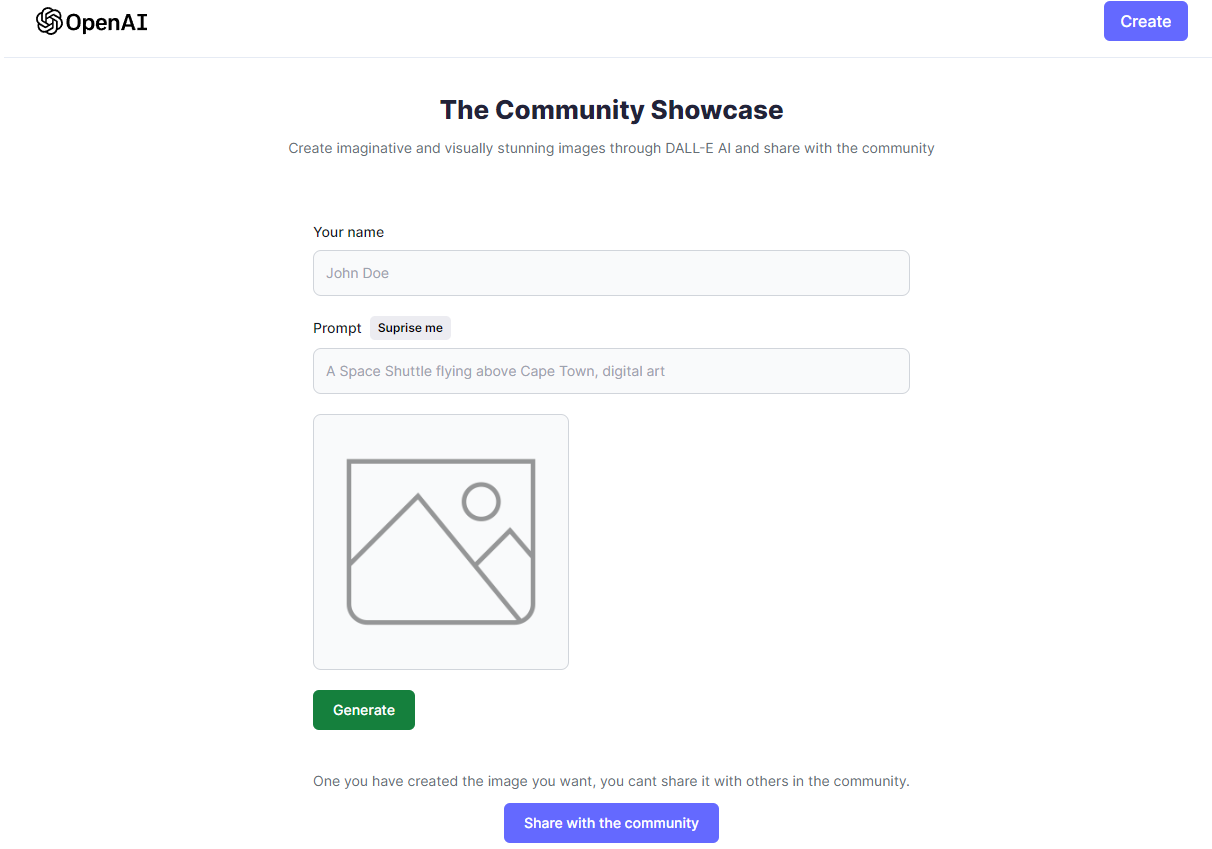 OpenAI
Create
The Community Showcase
Create imaginative and visually stunning images through DALL-E AI and share with the community
Your name
John Doe
Prompt Suprise me
A Space Shuttle flying above Cape Town, digital art
Generate
One you have created the image you want, you cant share it with others in the community.
Share with the community